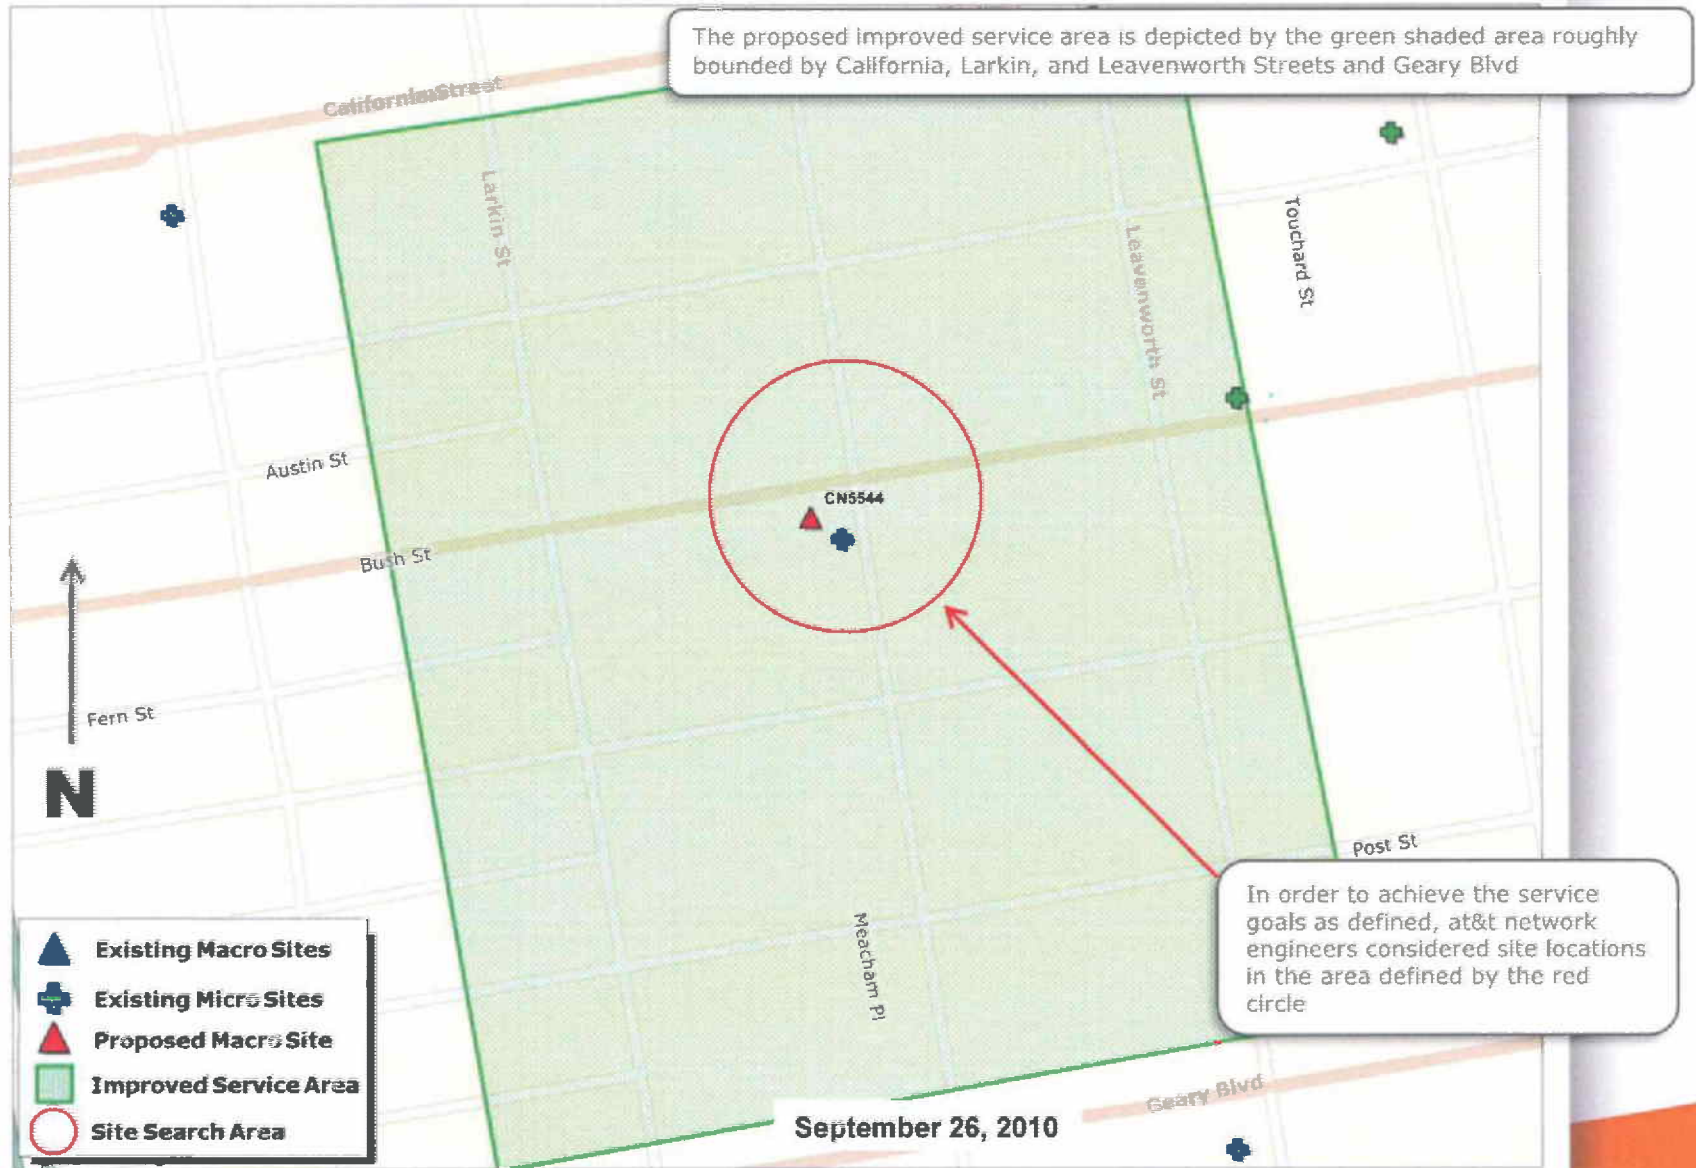 The proposed improved service area is depicted by the green shaded area roughly
bounded by California, Larkin, and Leavenworth Streets and Geary Blvd
California Street
Larkin St
Touchard St
Leavenworth St
Austin St
CN5544
Bush St
Fern St
N
Post St
In order to achieve the service
goals as defined, at&t network
engineers considered site locations
in the area defined by the red
circle
Meacham Pl
Existing Macro Sites
Existing Micro Sites
Proposed Macro Site
Improved Service Area
Site Search Area
Geary Blvd
September 26, 2010